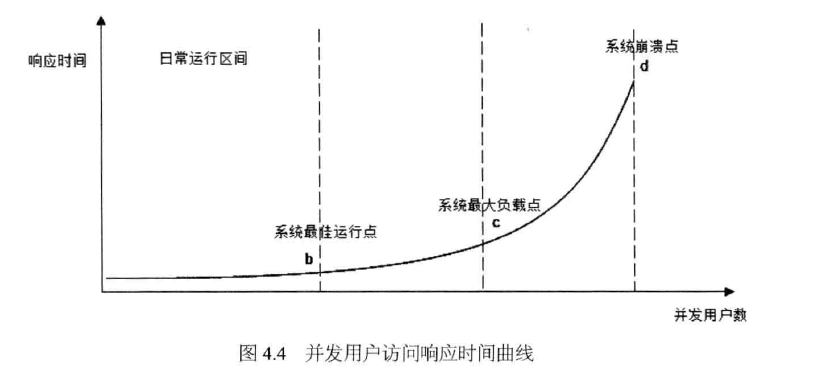 系统崩溃点
响应时间
日常运行区间
d
系统最大负载点
c
系统最佳运行点
b
并发用户数
图 4.4 并发用户访问响应时间曲线